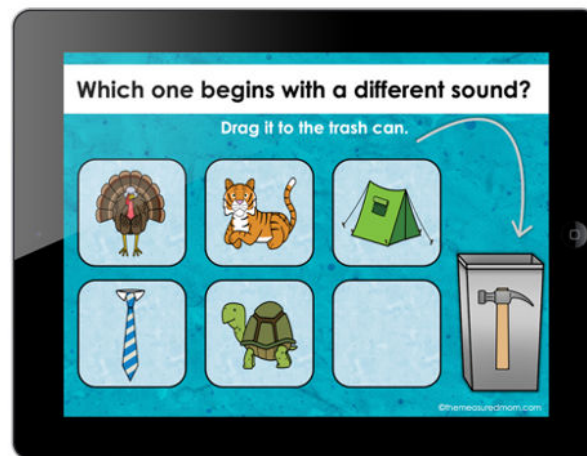 Which one begins with a different sound?
Drag it to the trash can.
©themeasuredmom.com